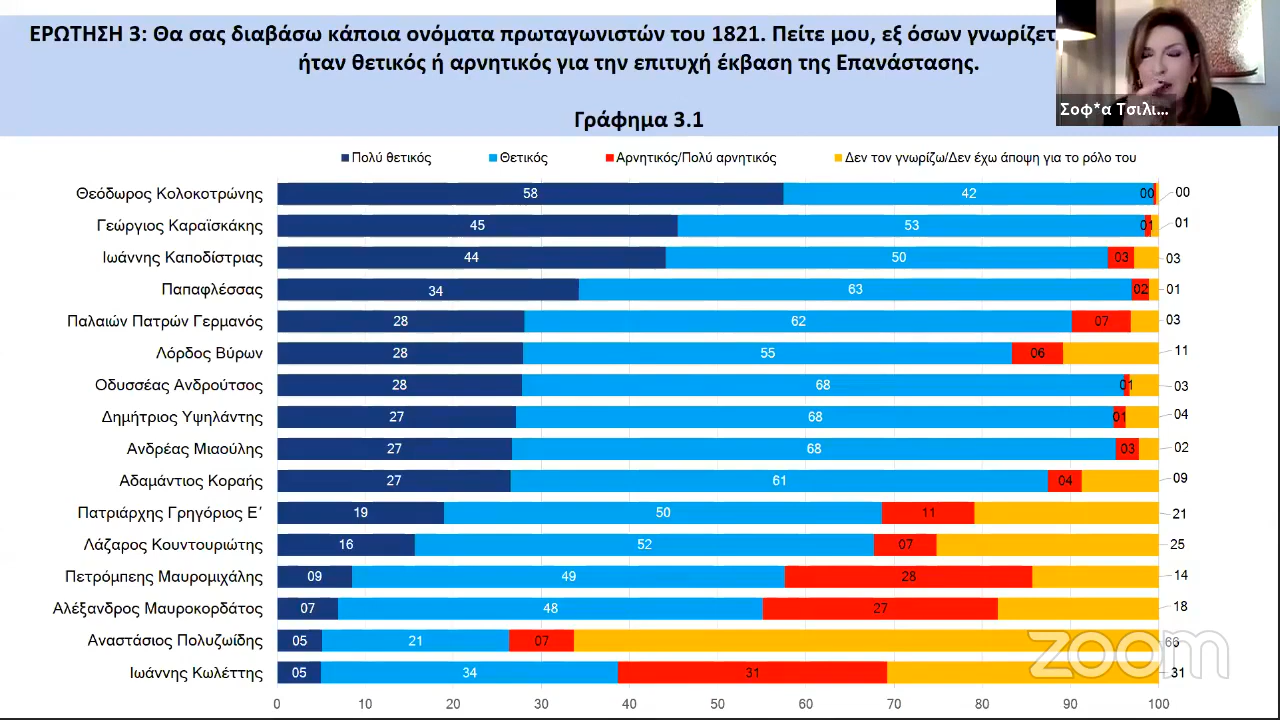 ΕΡΩΤΗΣΗ 3: Θα σας διαβάσω κάποια ονόματα πρωταγωνιστών του 1821. Πείτε μου, εξ όσων γνωρίζετ
ήταν θετικός ή αρνητικός για την επιτυχή έκβαση της Επανάστασης.
Γράφημα 3.1
Σοφ*α Τσιλι...
Πολύ θετικός Θετικός Αρνητικός/Πολύ αρνητικός Δεν τον γνωρίζω/Δεν έχω άποψη για το ρόλο του
Θεόδωρος Κολοκοτρώνης 58 42 00 00
Γεώργιος Καραϊσκάκης 45 53 01 01
Ιωάννης Καποδίστριας 44 50 03 03
Παπαφλέσσας 34 63 02 01
Παλαιών Πατρών Γερμανός 28 62 07 03
Λόρδος Βύρων 28 55 06 11
Οδυσσέας Ανδρούτσος 28 68 01 03
Δημήτριος Υψηλάντης 27 68 01 04
Ανδρέας Μιαούλης 27 68 03 02
Αδαμάντιος Κοραής 27 61 04 09
Πατριάρχης Γρηγόριος Ε΄ 19 50 11 21
Λάζαρος Κουντουριώτης 16 52 07 25
Πετρόμπεης Μαυρομιχάλης 09 49 28 14
Αλέξανδρος Μαυροκορδάτος 07 48 27 18
Αναστάσιος Πολυζωίδης 05 21 07 66
Ιωάννης Κωλέττης 05 34 31 31
zoom
0 10 20 30 40 50 60 70 80 90 100